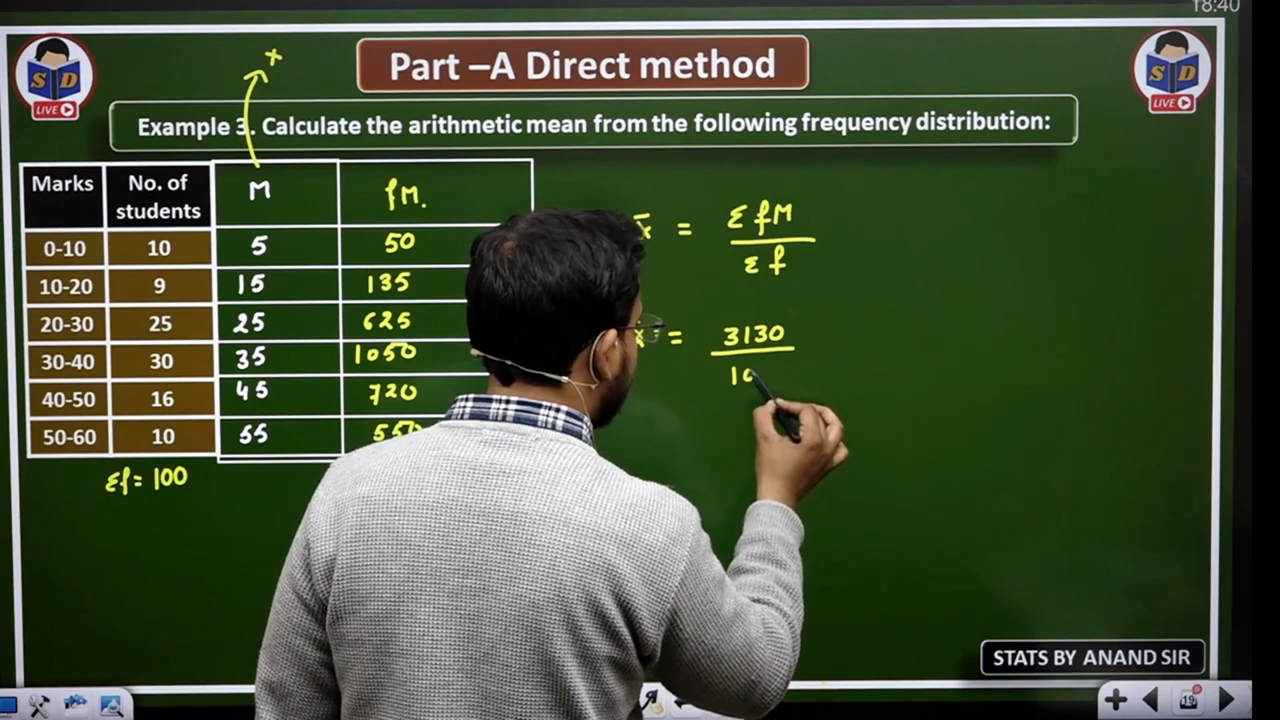 18:40
S D
LIVE
Part –A Direct method
S D
LIVE
x
Example 3. Calculate the arithmetic mean from the following frequency distribution:
Marks No. of students M fM.
0-10 10 5 50
10-20 9 15 135
20-30 25 25 625
30-40 30 35 1050
40-50 16 45 720
50-60 10 55 550
Σf = 100
x̄ = ΣfM
Σf
x̄ = 3130
10
STATS BY ANAND SIR
19